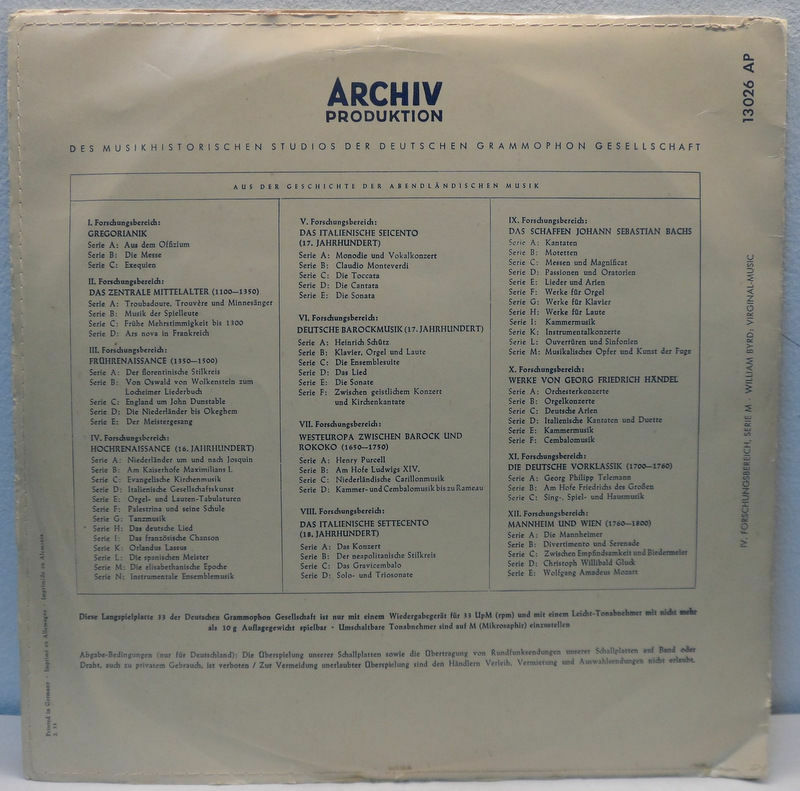 ARCHIV
PRODUKTION
13026 AP
DES MUSIKHISTORISCHEN STUDIOS DER DEUTSCHEN GRAMMOPHON GESELLSCHAFT
AUS DER GESCHICHTE DER ABENDLÄNDISCHEN MUSIK
I. Forschungsbereich:
GREGORIANIK
Serie A: Aus dem Offizium
Serie B: Die Messe
Serie C: Exequien
II. Forschungsbereich:
DAS ZENTRALE MITTELALTER (1100—1350)
Serie A: Troubadoure, Trouvère und Minnesänger
Serie B: Musik der Spielleute
Serie C: Frühe Mehrstimmigkeit bis 1300
Serie D: Ars nova in Frankreich
III. Forschungsbereich:
FRÜHRENAISSANCE (1350—1500)
Serie A: Der florentinische Stilkreis
Serie B: Von Oswald von Wolkenstein zum
Locheimer Liederbuch
Serie C: England um John Dunstable
Serie D: Die Niederländer bis Okeghem
Serie E: Der Meistergesang
IV. Forschungsbereich:
HOCHRENAISSANCE (16. JAHRHUNDERT)
Serie A: Niederländer um und nach Josquin
Serie B: Am Kaiserhofe Maximilians I.
Serie C: Evangelische Kirchenmusik
Serie D: Italienische Gesellschaftskunst
Serie E: Orgel- und Lauten-Tabulaturen
Serie F: Palestrina und seine Schule
Serie G: Tanzmusik
Serie H: Das deutsche Lied
Serie I: Das französische Chanson
Serie K: Orlandus Lassus
Serie L: Die spanischen Meister
Serie M: Die elisabethanische Epoche
Serie N: Instrumentale Ensemblemusik
V. Forschungsbereich:
DAS ITALIENISCHE SEICENTO
(17. JAHRHUNDERT)
Serie A: Monodie und Vokalkonzert
Serie B: Claudio Monteverdi
Serie C: Die Toccata
Serie D: Die Cantata
Serie E: Die Sonata
VI. Forschungsbereich:
DEUTSCHE BAROCKMUSIK (17. JAHRHUNDERT)
Serie A: Heinrich Schütz
Serie B: Klavier, Orgel und Laute
Serie C: Die Ensemblesuite
Serie D: Das Lied
Serie E: Die Sonate
Serie F: Zwischen geistlichem Konzert
und Kirchenkantate
VII. Forschungsbereich:
WESTEUROPA ZWISCHEN BAROCK UND
ROKOKO (1650—1750)
Serie A: Henry Purcell
Serie B: Am Hofe Ludwigs XIV.
Serie C: Niederländische Carillonmusik
Serie D: Kammer- und Cembalomusik bis zu Rameau
VIII. Forschungsbereich:
DAS ITALIENISCHE SETTECENTO
(18. JAHRHUNDERT)
Serie A: Das Konzert
Serie B: Der neapolitanische Stilkreis
Serie C: Das Gravicembalo
Serie D: Solo- und Triosonate
IX. Forschungsbereich:
DAS SCHAFFEN JOHANN SEBASTIAN BACHS
Serie A: Kantaten
Serie B: Motetten
Serie C: Messen und Magnificat
Serie D: Passionen und Oratorien
Serie E: Lieder und Arien
Serie F: Werke für Orgel
Serie G: Werke für Klavier
Serie H: Werke für Laute
Serie I: Kammermusik
Serie K: Instrumentalkonzerte
Serie L: Ouvertüren und Sinfonien
Serie M: Musikalisches Opfer und Kunst der Fuge
X. Forschungsbereich:
WERKE VON GEORG FRIEDRICH HÄNDEL
Serie A: Orchesterkonzerte
Serie B: Orgelkonzerte
Serie C: Deutsche Arien
Serie D: Italienische Kantaten und Duette
Serie E: Kammermusik
Serie F: Cembalomusik
XI. Forschungsbereich:
DIE DEUTSCHE VORKLASSIK (1700—1760)
Serie A: Georg Philipp Telemann
Serie B: Am Hofe Friedrichs des Großen
Serie C: Sing-, Spiel- und Hausmusik
XII. Forschungsbereich:
MANNHEIM UND WIEN (1760—1800)
Serie A: Die Mannheimer
Serie B: Divertimento und Serenade
Serie C: Zwischen Empfindsamkeit und Biedermeier
Serie D: Christoph Willibald Gluck
Serie E: Wolfgang Amadeus Mozart
IV. FORSCHUNGSBEREICH, SERIE M · WILLIAM BYRD: VIRGINAL-MUSIC
Diese Langspielplatte 33 der Deutschen Grammophon Gesellschaft ist nur mit einem Wiedergabegerät für 33 UpM (rpm) und mit einem Leicht-Tonabnehmer mit nicht mehr
als 10 g Auflagegewicht spielbar · Umschaltbare Tonabnehmer sind auf M (Mikrosaphir) einzustellen
Abgabe-Bedingungen (nur für Deutschland): Die Überspielung unserer Schallplatten sowie die Übertragung von Rundfunksendungen unserer Schallplatten auf Band oder
Draht, auch zu privatem Gebrauch, ist verboten / Zur Vermeidung unerlaubter Überspielung sind den Händlern Verleih, Vermietung und Auswahlsendungen nicht erlaubt.
Printed in Germany · Imprimé en Allemagne · Imprimido en Alemania